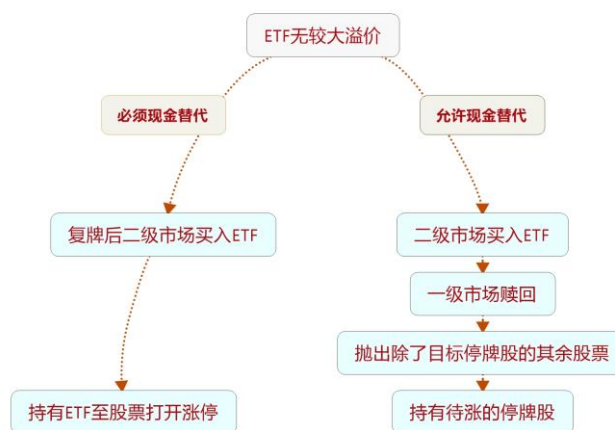 ETF无较大溢价
必须现金替代
允许现金替代
复牌后二级市场买入ETF
二级市场买入ETF
一级市场赎回
抛出除了目标停牌股的其余股票
持有ETF至股票打开涨停
持有待涨的停牌股